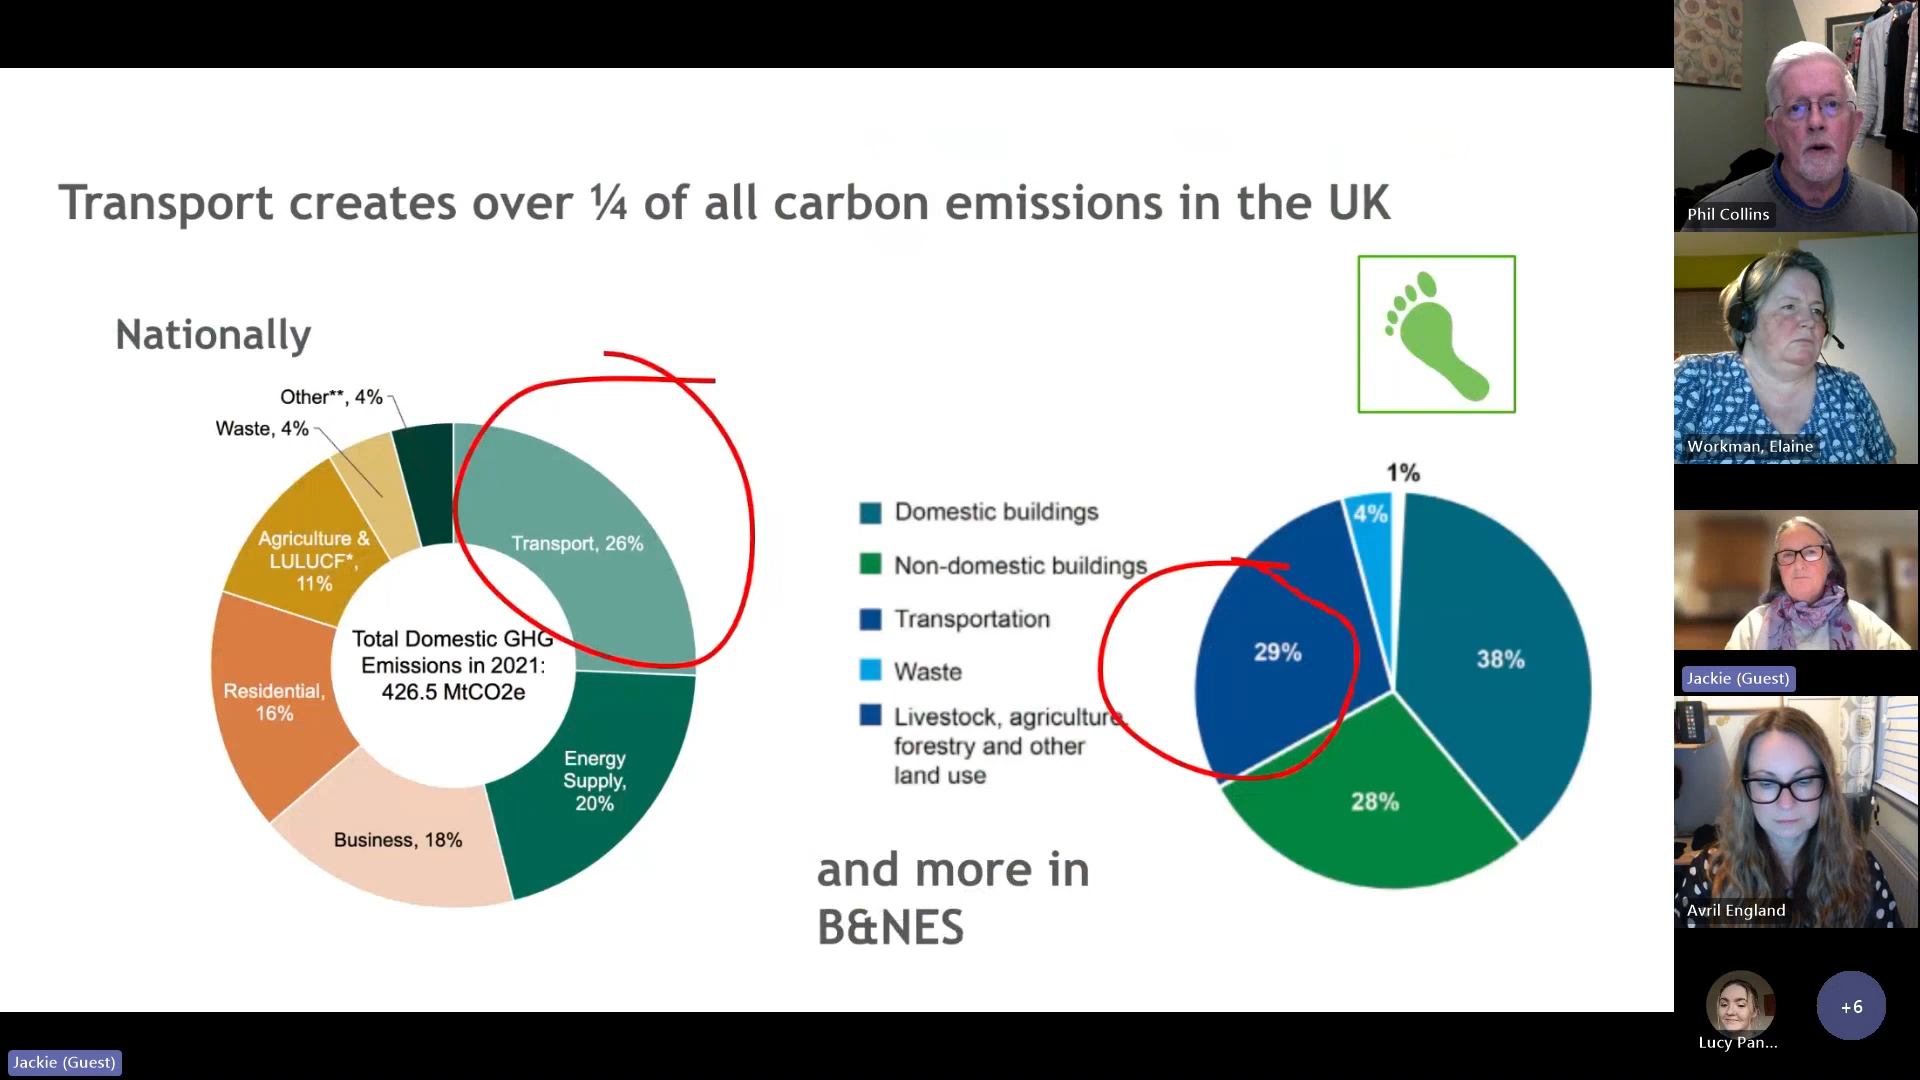 Transport creates over ¼ of all carbon emissions in the UK
Nationally
Other**, 4%
Waste, 4%
Transport, 26%
Agriculture &
LULUCF*,
11%
Total Domestic GHG
Emissions in 2021:
426.5 MtCO2e
Residential,
16%
Energy
Supply,
20%
Business, 18%
Domestic buildings
Non-domestic buildings
Transportation
Waste
Livestock, agriculture,
forestry and other
land use
1%
4%
29%
38%
28%
and more in
B&NES
Phil Collins
Workman, Elaine
Jackie (Guest)
Avril England
Lucy Pan...
+6
Jackie (Guest)